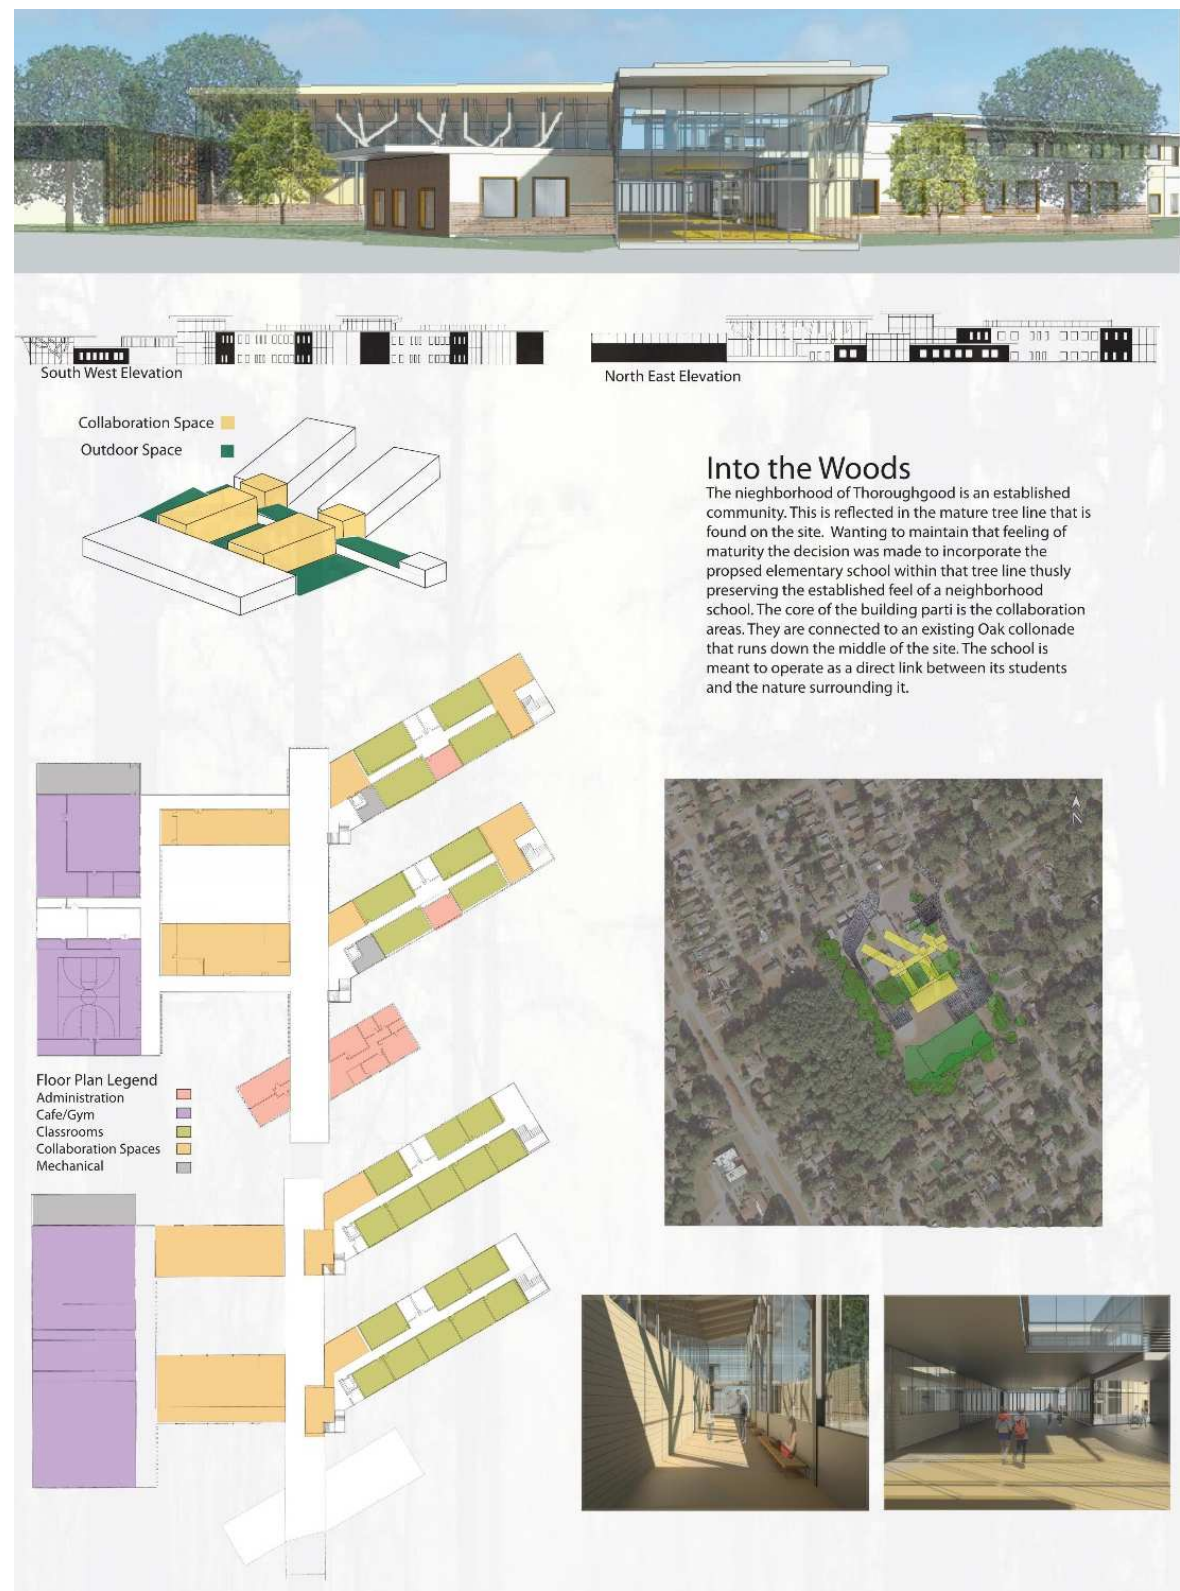 South West Elevation
North East Elevation
Collaboration Space
Outdoor Space
Into the Woods
The nieghborhood of Thoroughgood is an established
community. This is reflected in the mature tree line that is
found on the site. Wanting to maintain that feeling of
maturity the decision was made to incorporate the
propsed elementary school within that tree line thusly
preserving the established feel of a neighborhood
school. The core of the building parti is the collaboration
areas. They are connected to an existing Oak collonade
that runs down the middle of the site. The school is
meant to operate as a direct link between its students
and the nature surrounding it.
N
Floor Plan Legend
Administration
Cafe/Gym
Classrooms
Collaboration Spaces
Mechanical